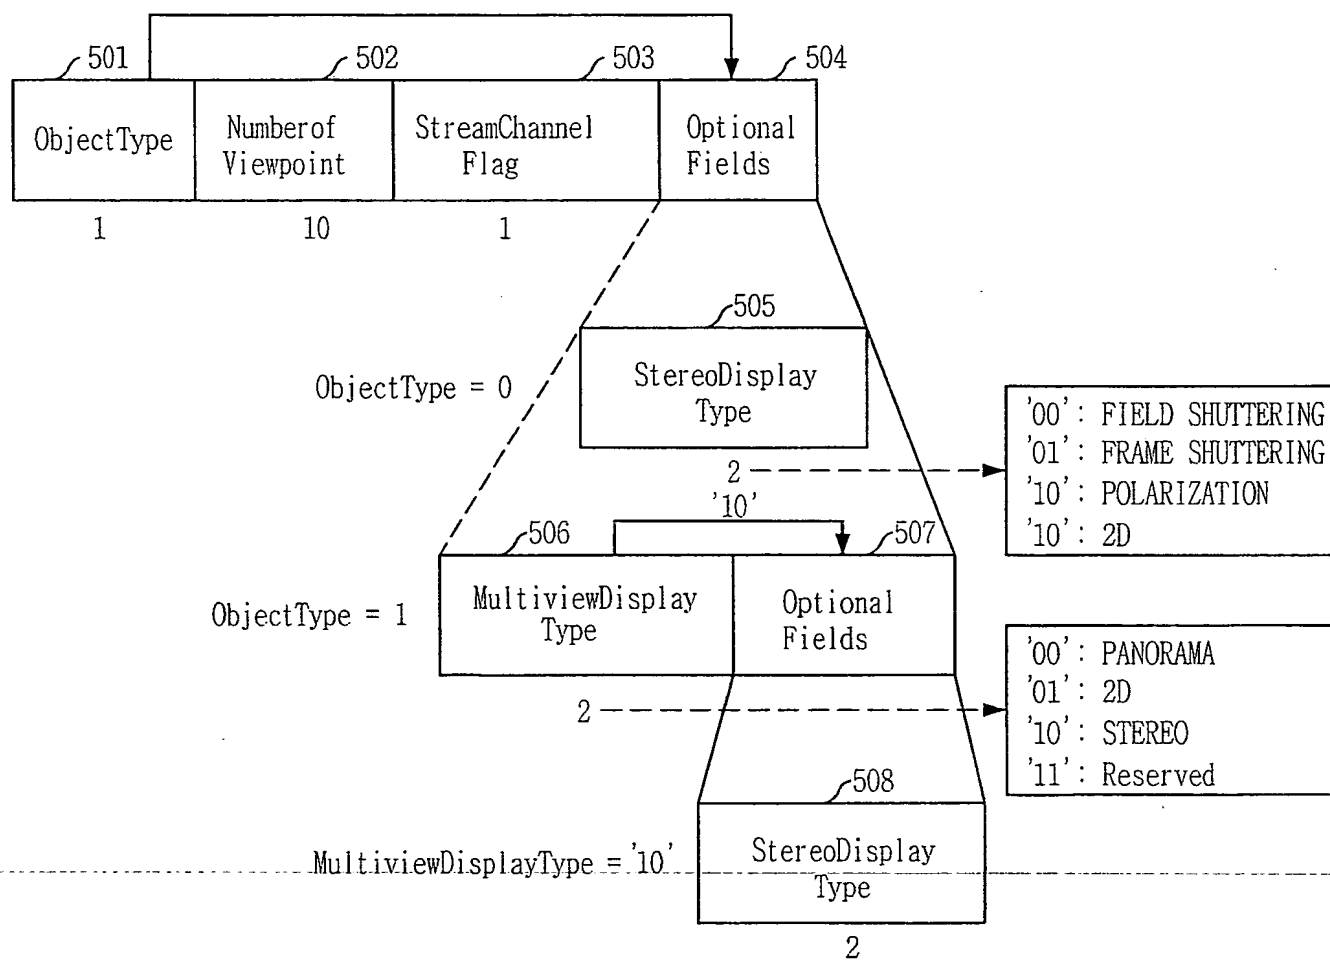 501
502
503
504
ObjectType
Numberof
Viewpoint
StreamChannel
Flag
Optional
Fields
1
10
1
505
ObjectType = 0
StereoDisplay
Type
2
'00': FIELD SHUTTERING
'01': FRAME SHUTTERING
'10': POLARIZATION
'10': 2D
'10'
506
507
ObjectType = 1
MultiviewDisplay
Type
Optional
Fields
2
'00': PANORAMA
'01': 2D
'10': STEREO
'11': Reserved
508
MultiviewDisplayType = '10'
StereoDisplay
Type
2